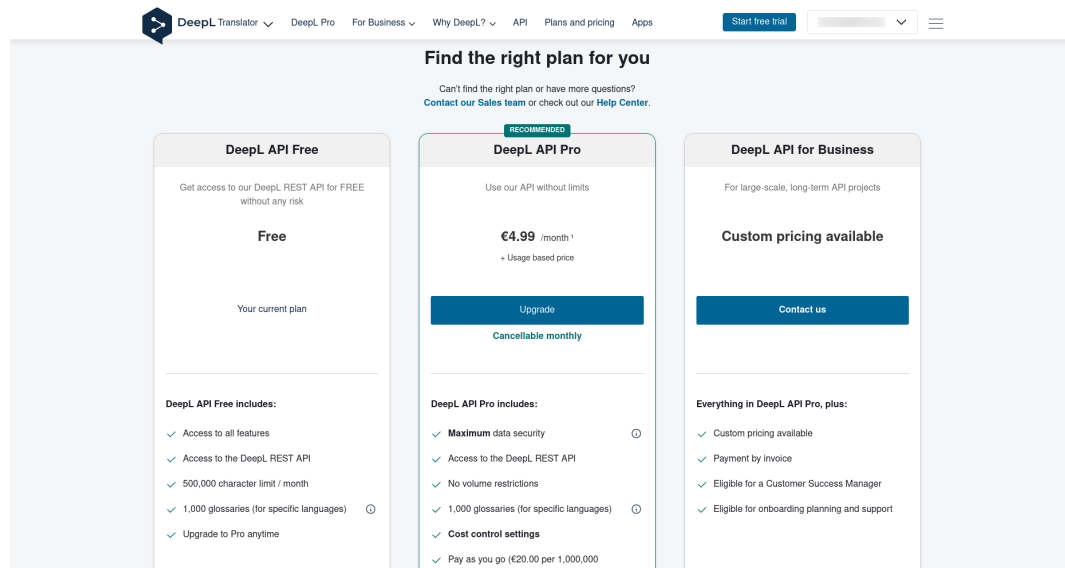 DeepL Translator
DeepL Pro
For Business
Why DeepL?
API
Plans and pricing
Apps
Start free trial
Find the right plan for you
Can't find the right plan or have more questions?
Contact our Sales team or check out our Help Center.
DeepL API Free
Get access to our DeepL REST API for FREE
without any risk
Free
Your current plan
DeepL API Free includes:
Access to all features
Access to the DeepL REST API
500,000 character limit / month
1,000 glossaries (for specific languages)
Upgrade to Pro anytime
RECOMMENDED
DeepL API Pro
Use our API without limits
€4.99 /month ¹
+ Usage based price
Upgrade
Cancellable monthly
DeepL API Pro includes:
Maximum data security
Access to the DeepL REST API
No volume restrictions
1,000 glossaries (for specific languages)
Cost control settings
Pay as you go (€20.00 per 1,000,000
DeepL API for Business
For large-scale, long-term API projects
Custom pricing available
Contact us
Everything in DeepL API Pro, plus:
Custom pricing available
Payment by invoice
Eligible for a Customer Success Manager
Eligible for onboarding planning and support